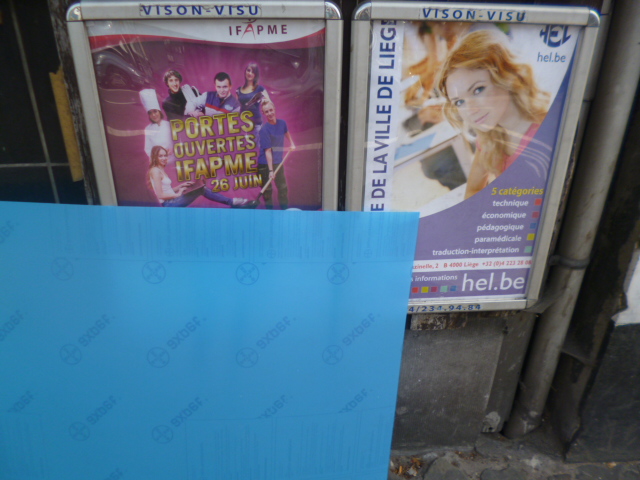 VISON-VISU
IFAPME
PORTES
OUVERTES
IFAPME
26 JUIN
VISON-VISU
HEL
hel.be
E DE LA VILLE DE LIEGE
5 catégories
technique
économique
pédagogique
paramédicale
traduction-interprétation
2 B 4000 Liège
informations
hel.be